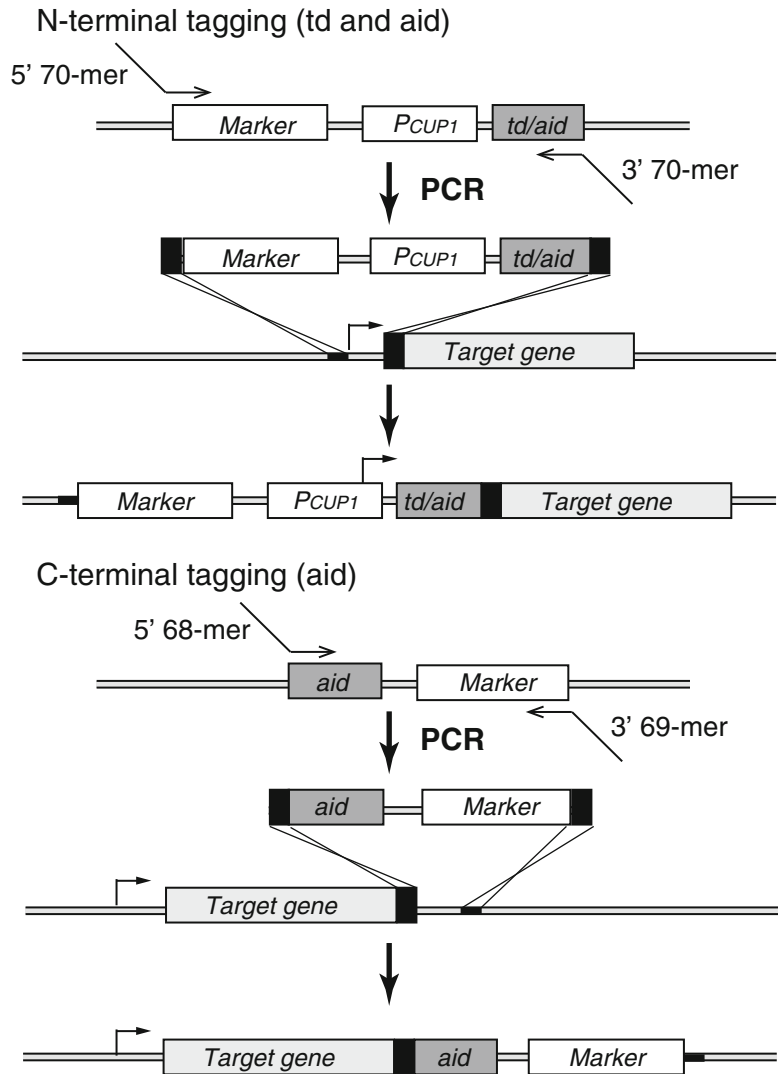 N-terminal tagging (td and aid)
5' 70-mer
Marker PCUP1 td/aid
3' 70-mer
PCR
Marker PCUP1 td/aid
Target gene
Marker PCUP1 td/aid Target gene
C-terminal tagging (aid)
5' 68-mer
aid Marker
3' 69-mer
PCR
aid Marker
Target gene
Target gene aid Marker